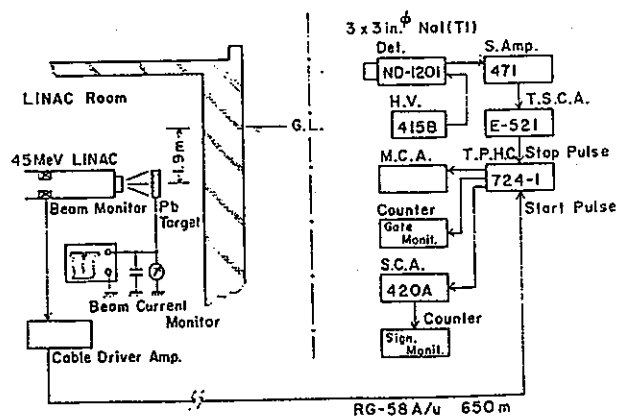 3 x 3 in.φ NaI(Tl)
Det.
ND-1201
S. Amp.
471
H.V.
415B
T.S.C.A.
E-521
LINAC Room
G.L.
1.9m
45MeV LINAC
Beam Monitor
Pb
Target
Beam Current
Monitor
Cable Driver Amp.
M.C.A.
T.P.H.C.
Stop Pulse
724-1
Start Pulse
Counter
Gate
Monit.
S.C.A.
420A
Counter
Sign.
Monit.
RG-58 A/u 650m